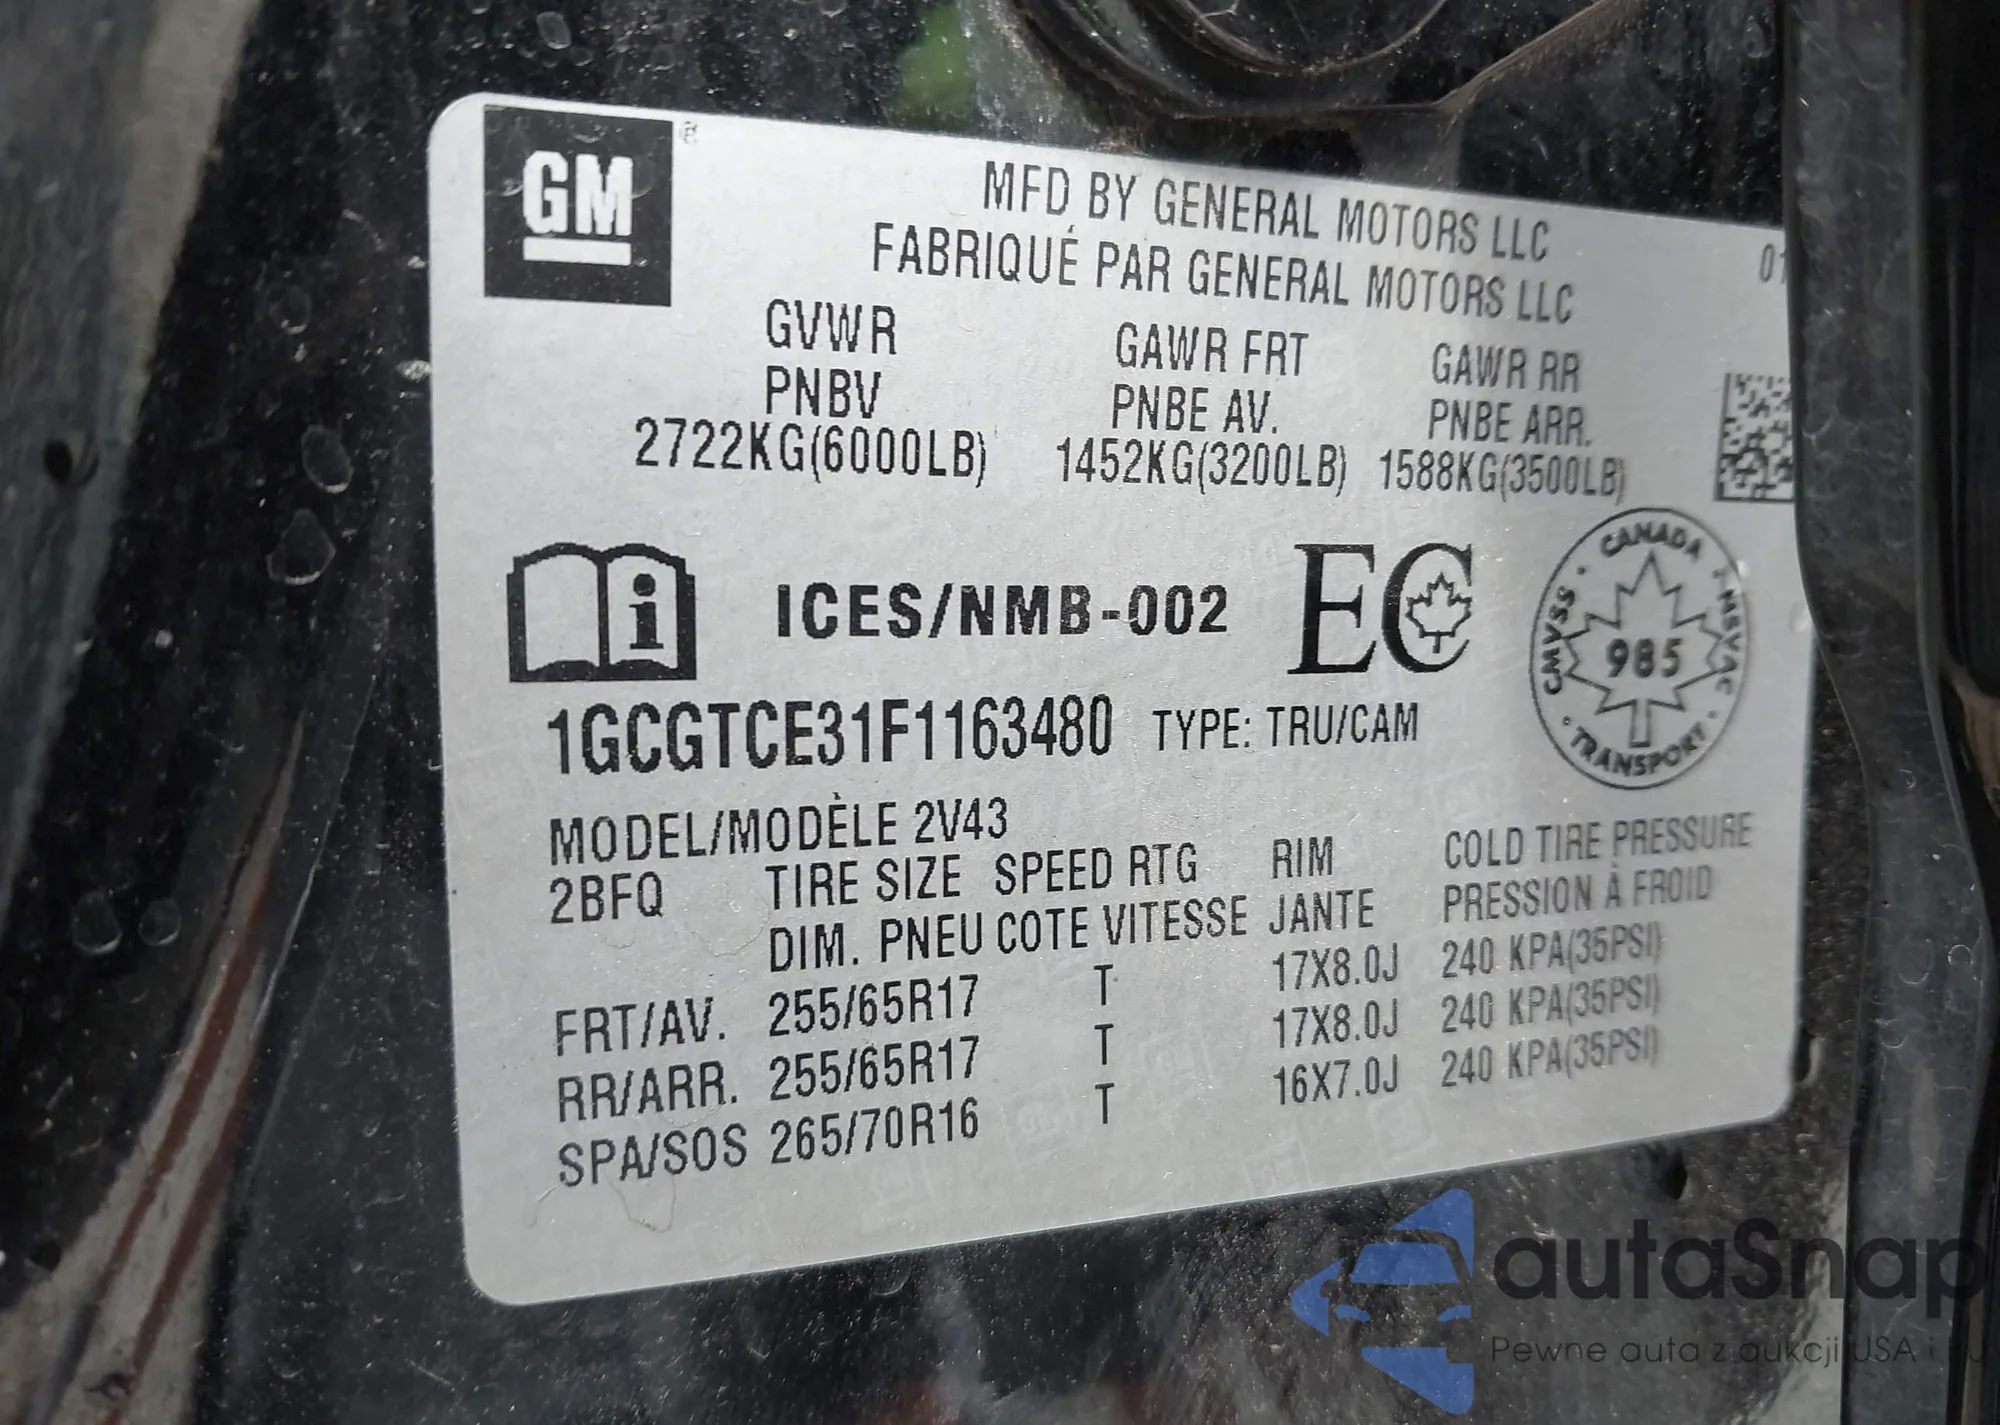 GM ®
MFD BY GENERAL MOTORS LLC
FABRIQUÉ PAR GENERAL MOTORS LLC
01
GVWR GAWR FRT GAWR RR
PNBV PNBE AV. PNBE ARR.
2722KG(6000LB) 1452KG(3200LB) 1588KG(3500LB)
i ICES/NMB-002 EC
CANADA
CMVSS · 985 · NSVAC
· TRANSPORT ·
1GCGTCE31F1163480 TYPE: TRU/CAM
MODEL/MODÈLE 2V43
2BFQ TIRE SIZE SPEED RTG RIM COLD TIRE PRESSURE
DIM. PNEU COTE VITESSE JANTE PRESSION À FROID
FRT/AV. 255/65R17 T 17X8.0J 240 KPA(35PSI)
RR/ARR. 255/65R17 T 17X8.0J 240 KPA(35PSI)
SPA/SOS 265/70R16 T 16X7.0J 240 KPA(35PSI)
autaSnap
Pewne auta z aukcji USA i